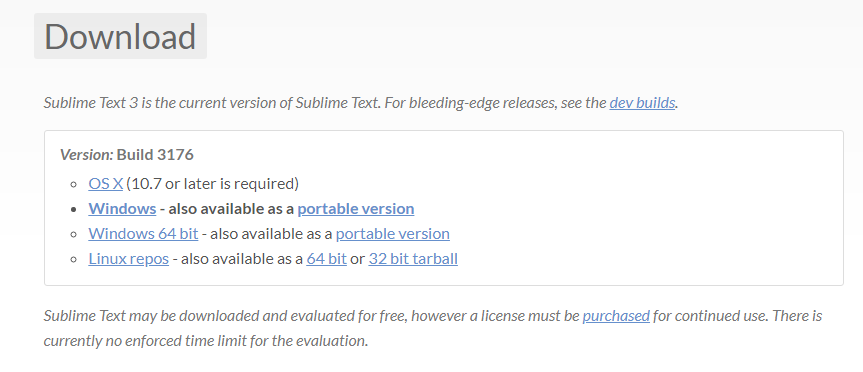 Download
Sublime Text 3 is the current version of Sublime Text. For bleeding-edge releases, see the dev builds.
Version: Build 3176
OS X (10.7 or later is required)
Windows - also available as a portable version
Windows 64 bit - also available as a portable version
Linux repos - also available as a 64 bit or 32 bit tarball
Sublime Text may be downloaded and evaluated for free, however a license must be purchased for continued use. There is
currently no enforced time limit for the evaluation.